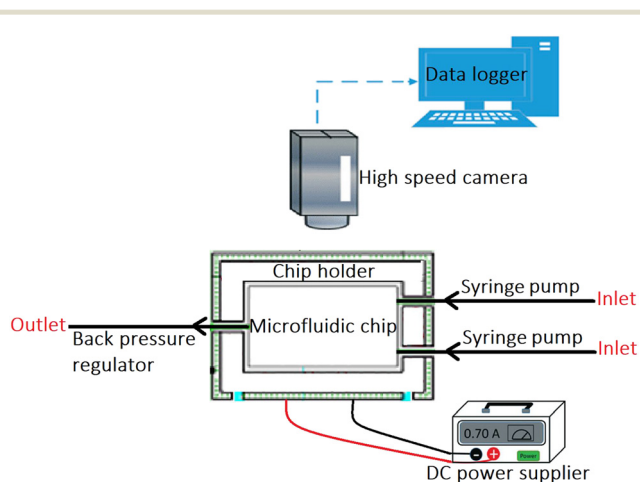 Data logger
High speed camera
Chip holder
Syringe pump
Inlet
Outlet
Back pressure
regulator
Microfluidic chip
Syringe pump
Inlet
0.70 A
- +
Power
DC power supplier